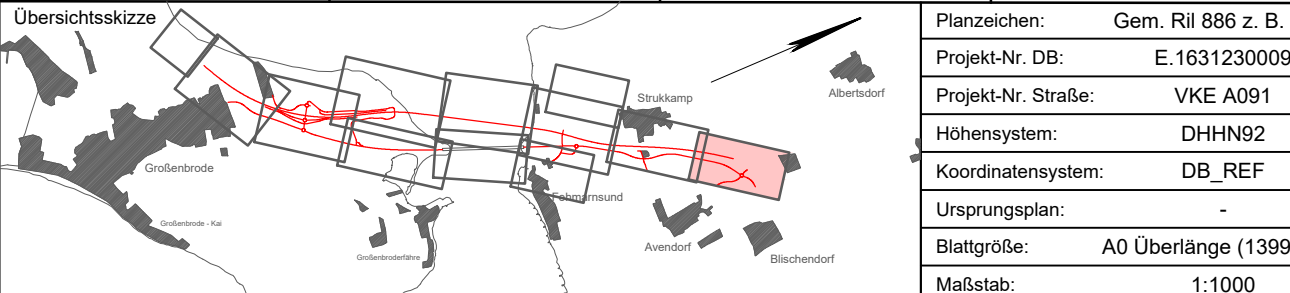 Übersichtsskizze
Strukkamp
Albertsdorf
Großenbrode
Fehmarnsund
Großenbrode - Kai
Großenbroderfähre
Avendorf
Blischendorf
Planzeichen: Gem. Ril 886 z. B.
Projekt-Nr. DB: E.1631230009
Projekt-Nr. Straße: VKE A091
Höhensystem: DHHN92
Koordinatensystem: DB_REF
Ursprungsplan: -
Blattgröße: A0 Überlänge (1399
Maßstab: 1:1000